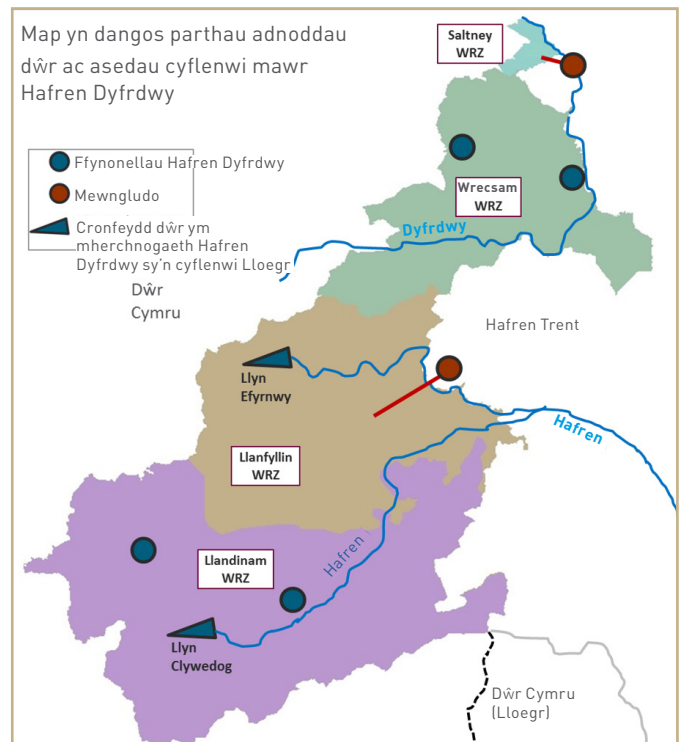 Map yn dangos parthau adnoddau
dŵr ac asedau cyflenwi mawr
Hafren Dyfrdwy
Saltney
WRZ
Ffynonellau Hafren Dyfrdwy
Mewngludo
Cronfeydd dŵr ym
mherchnogaeth Hafren
Dyfrdwy sy'n cyflenwi Lloegr
Wrecsam
WRZ
Dyfrdwy
Dŵr
Cymru
Hafren Trent
Llyn
Efyrnwy
Hafren
Llanfyllin
WRZ
Hafren
Llandinam
WRZ
Llyn
Clywedog
Dŵr Cymru
(Lloegr)